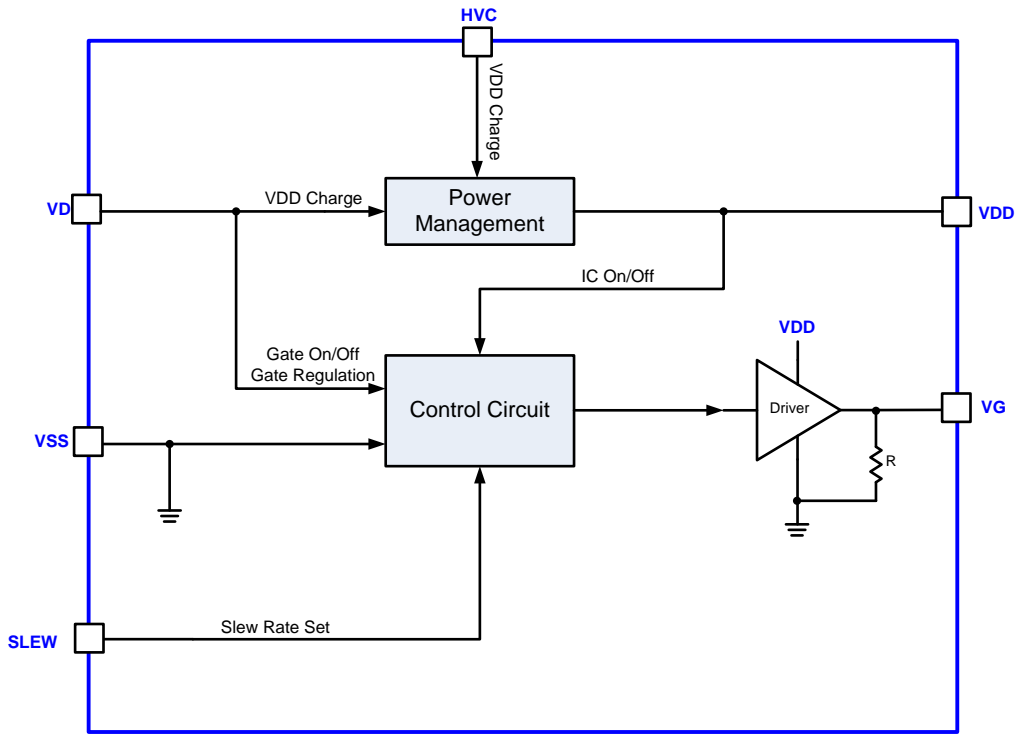 HVC
VDD Charge
VD
VDD Charge
Power
Management
VDD
IC On/Off
VDD
Gate On/Off
Gate Regulation
Control Circuit
Driver
VG
VSS
R
Slew Rate Set
SLEW